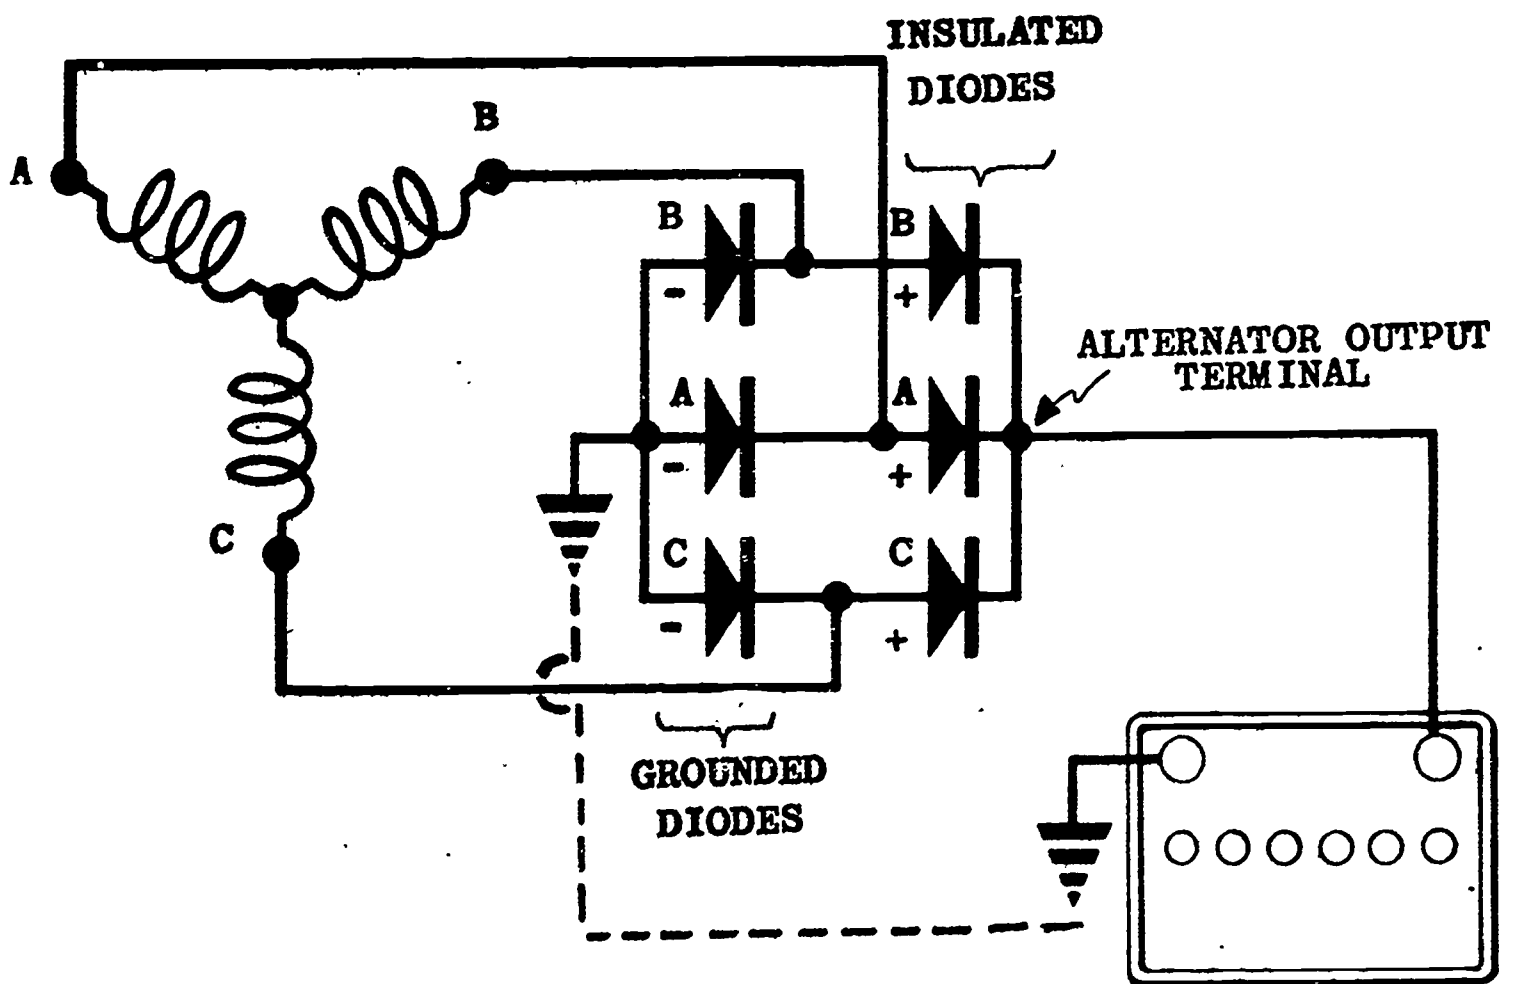 INSULATED
DIODES
B
A
B
B
-
+
ALTERNATOR OUTPUT
TERMINAL
A
A
-
+
C
C
C
-
+
GROUNDED
DIODES